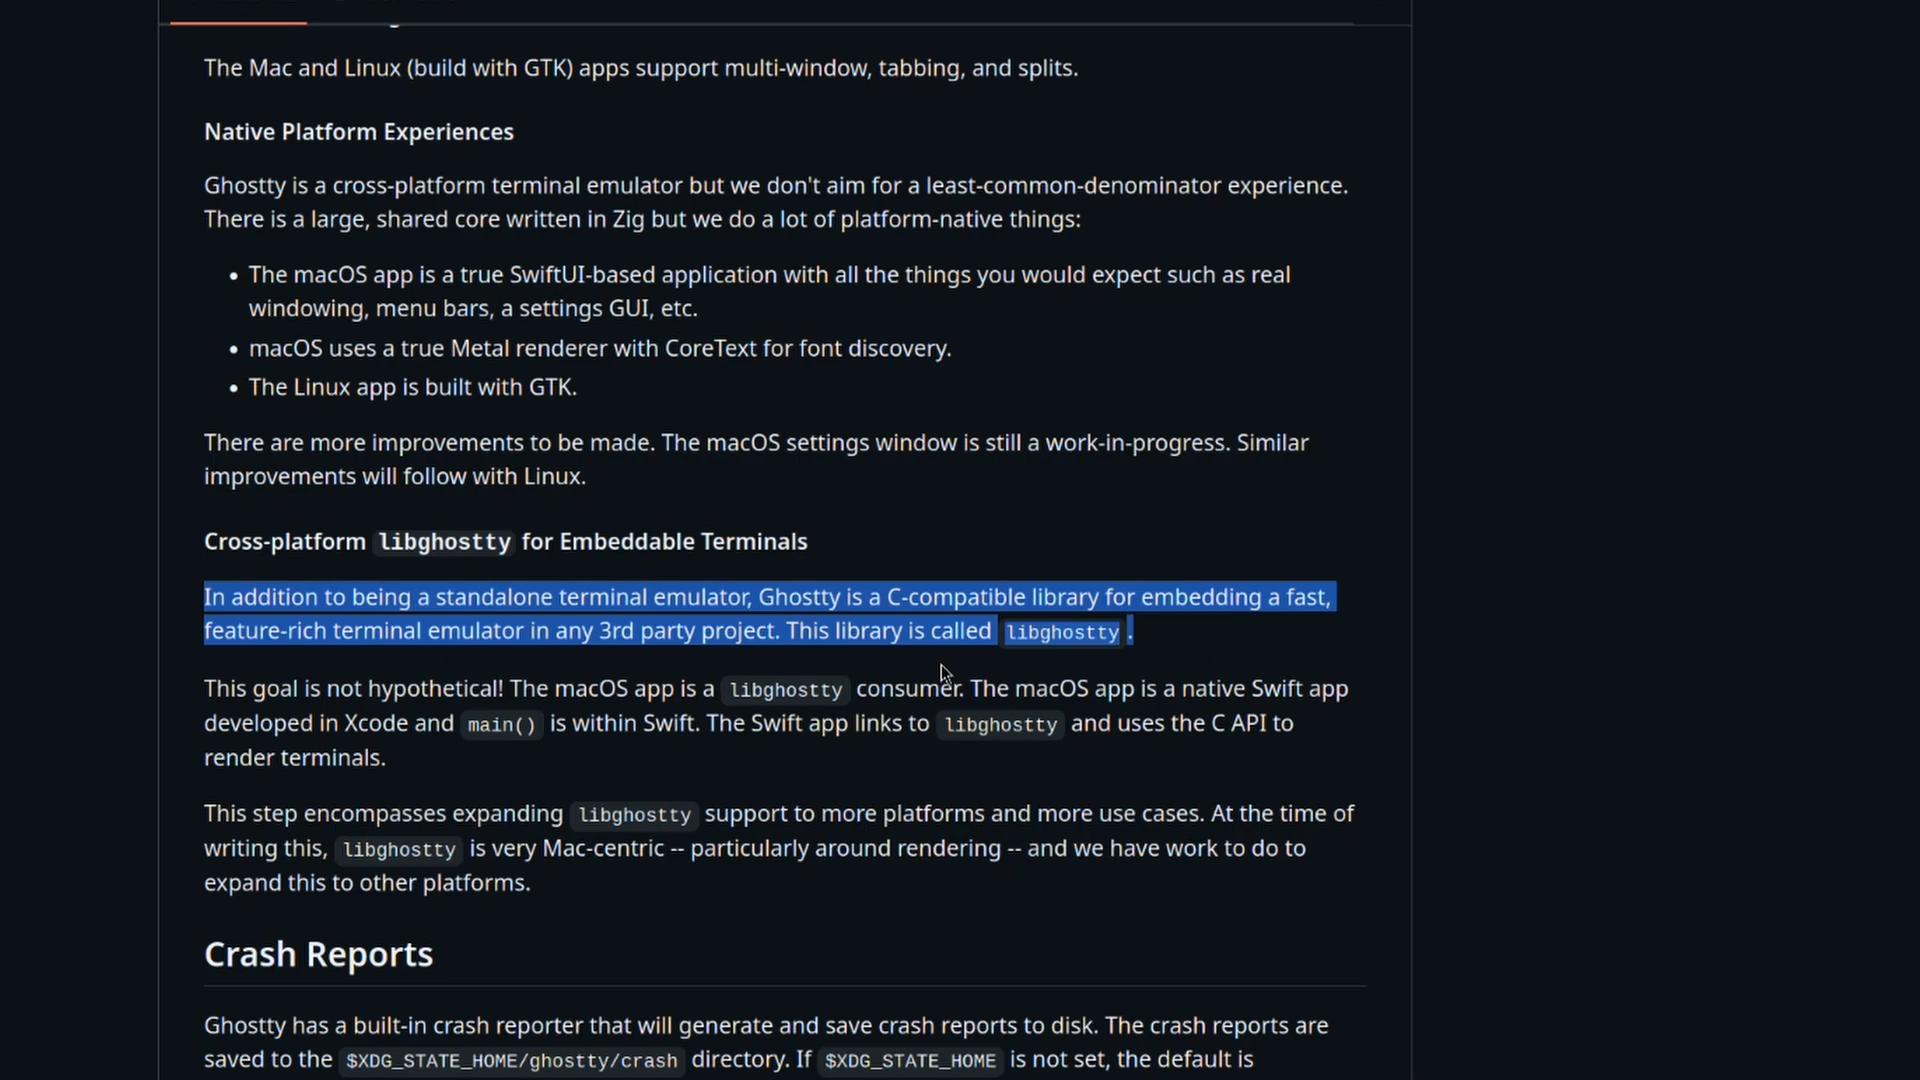 The Mac and Linux (build with GTK) apps support multi-window, tabbing, and splits.
Native Platform Experiences
Ghostty is a cross-platform terminal emulator but we don't aim for a least-common-denominator experience.
There is a large, shared core written in Zig but we do a lot of platform-native things:
• The macOS app is a true SwiftUI-based application with all the things you would expect such as real
windowing, menu bars, a settings GUI, etc.
• macOS uses a true Metal renderer with CoreText for font discovery.
• The Linux app is built with GTK.
There are more improvements to be made. The macOS settings window is still a work-in-progress. Similar
improvements will follow with Linux.
Cross-platform libghostty for Embeddable Terminals
In addition to being a standalone terminal emulator, Ghostty is a C-compatible library for embedding a fast,
feature-rich terminal emulator in any 3rd party project. This library is called libghostty .
This goal is not hypothetical! The macOS app is a libghostty consumer. The macOS app is a native Swift app
developed in Xcode and main() is within Swift. The Swift app links to libghostty and uses the C API to
render terminals.
This step encompasses expanding libghostty support to more platforms and more use cases. At the time of
writing this, libghostty is very Mac-centric -- particularly around rendering -- and we have work to do to
expand this to other platforms.
Crash Reports
Ghostty has a built-in crash reporter that will generate and save crash reports to disk. The crash reports are
saved to the $XDG_STATE_HOME/ghostty/crash directory. If $XDG_STATE_HOME is not set, the default is